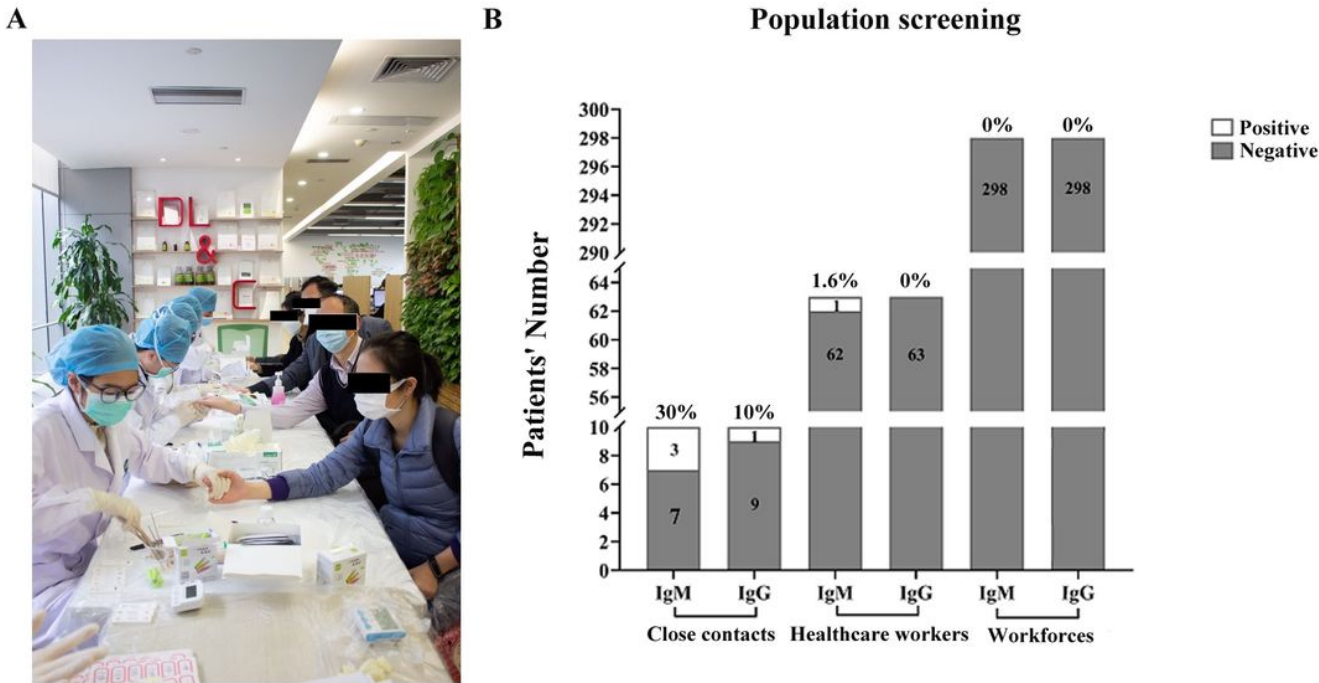 A
B
Population screening
DL
&
C
Patients' Number
300
298
296
294
292
290
64
62
60
58
56
10
8
6
4
2
0
0%
0%
298
298
1.6%
0%
1
62
63
30%
10%
3
1
7
9
Positive
Negative
IgM
IgG
IgM
IgG
IgM
IgG
Close contacts
Healthcare workers
Workforces